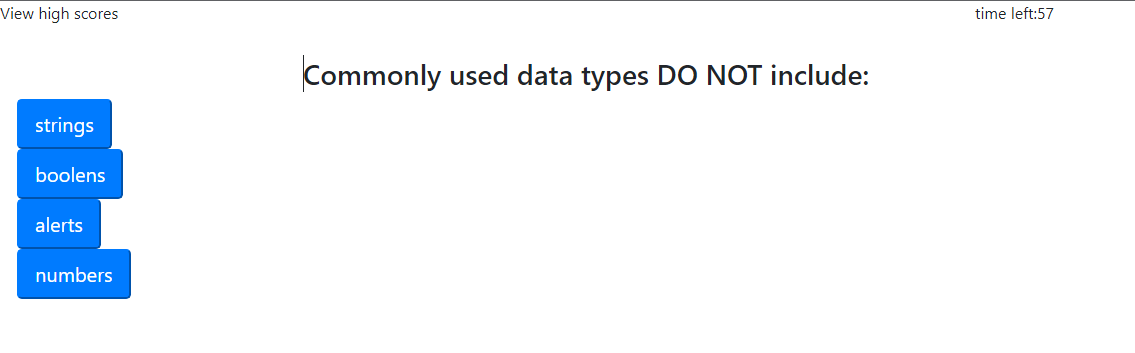 View high scores
time left:57
Commonly used data types DO NOT include:
strings
boolens
alerts
numbers